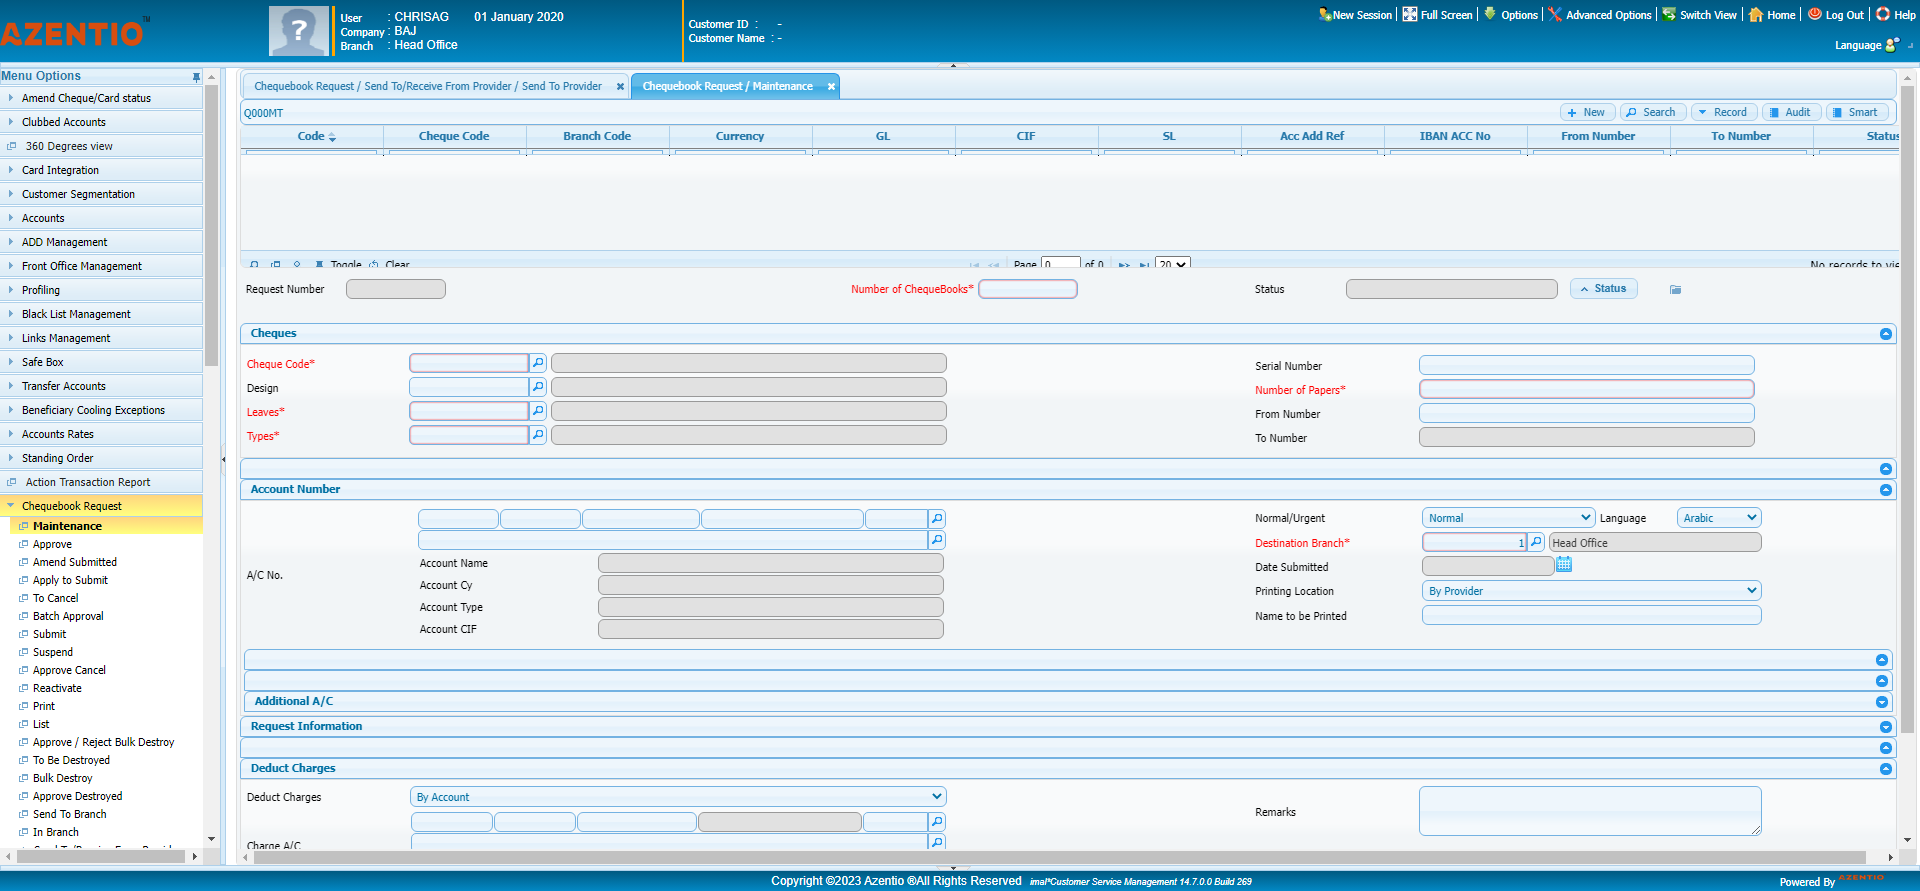 AZENTIO™
User : CHRISAG 01 January 2020
Company : BAJ
Branch : Head Office
Customer ID : -
Customer Name : -
New Session Full Screen Options Advanced Options Switch View Home Log Out Help
Language
Menu Options
Amend Cheque/Card status
Clubbed Accounts
360 Degrees view
Card Integration
Customer Segmentation
Accounts
ADD Management
Front Office Management
Profiling
Black List Management
Links Management
Safe Box
Transfer Accounts
Beneficiary Cooling Exceptions
Accounts Rates
Standing Order
Action Transaction Report
Chequebook Request
Maintenance
Approve
Amend Submitted
Apply to Submit
To Cancel
Batch Approval
Submit
Suspend
Approve Cancel
Reactivate
Print
List
Approve / Reject Bulk Destroy
To Be Destroyed
Bulk Destroy
Approve Destroyed
Send To Branch
In Branch
Chequebook Request / Send To/Receive From Provider / Send To Provider
Chequebook Request / Maintenance
Q000MT
New Search Record Audit Smart
Code Cheque Code Branch Code Currency GL CIF SL Acc Add Ref IBAN ACC No From Number To Number Status
Toggle Clear Page 0 of 0 20 No records to vie
Request Number Number of ChequeBooks* Status Status
Cheques
Cheque Code* Serial Number
Design Number of Papers*
Leaves* From Number
Types* To Number
Account Number
Normal/Urgent Normal Language Arabic
Destination Branch* 1 Head Office
Account Name Date Submitted
A/C No.
Account Cy Printing Location By Provider
Account Type Name to be Printed
Account CIF
Additional A/C
Request Information
Deduct Charges
Deduct Charges By Account
Remarks
Charge A/C
Copyright ©2023 Azentio ®All Rights Reserved imal*Customer Service Management 14.7.0.0 Build 269
Powered By AZENTIO